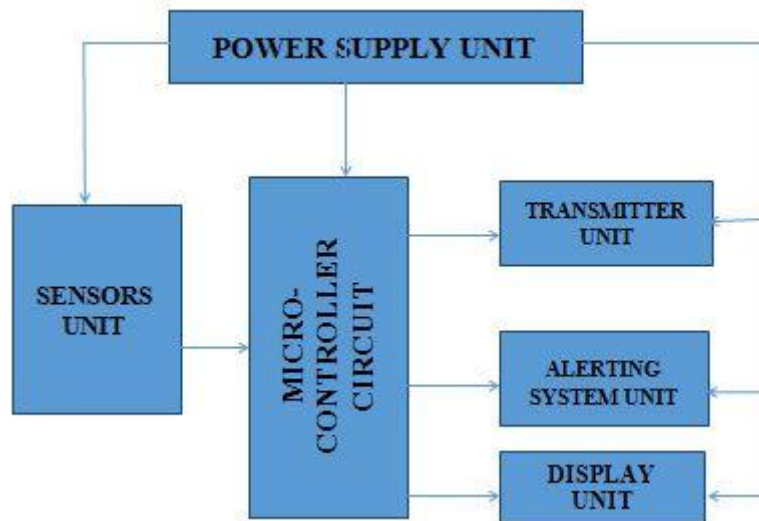 POWER SUPPLY UNIT
SENSORS
UNIT
MICRO-
CONTROLLER
CIRCUIT
TRANSMITTER
UNIT
ALERTING
SYSTEM UNIT
DISPLAY
UNIT